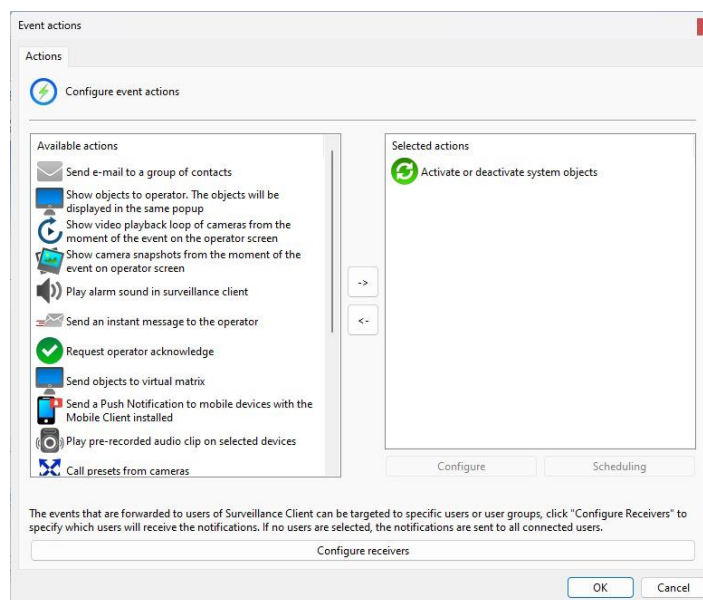 Event actions
Actions
Configure event actions
Available actions
Send e-mail to a group of contacts
Show objects to operator. The objects will be
displayed in the same popup
Show video playback loop of cameras from the
moment of the event on the operator screen
Show camera snapshots from the moment of the
event on operator screen
Play alarm sound in surveillance client
Send an instant message to the operator
Request operator acknowledge
Send objects to virtual matrix
Send a Push Notification to mobile devices with the
Mobile Client installed
Play pre-recorded audio clip on selected devices
Call presets from cameras
->
<-
Selected actions
Activate or deactivate system objects
Configure
Scheduling
The events that are forwarded to users of Surveillance Client can be targeted to specific users or user groups, click "Configure Receivers" to
specify which users will receive the notifications. If no users are selected, the notifications are sent to all connected users.
Configure receivers
OK
Cancel